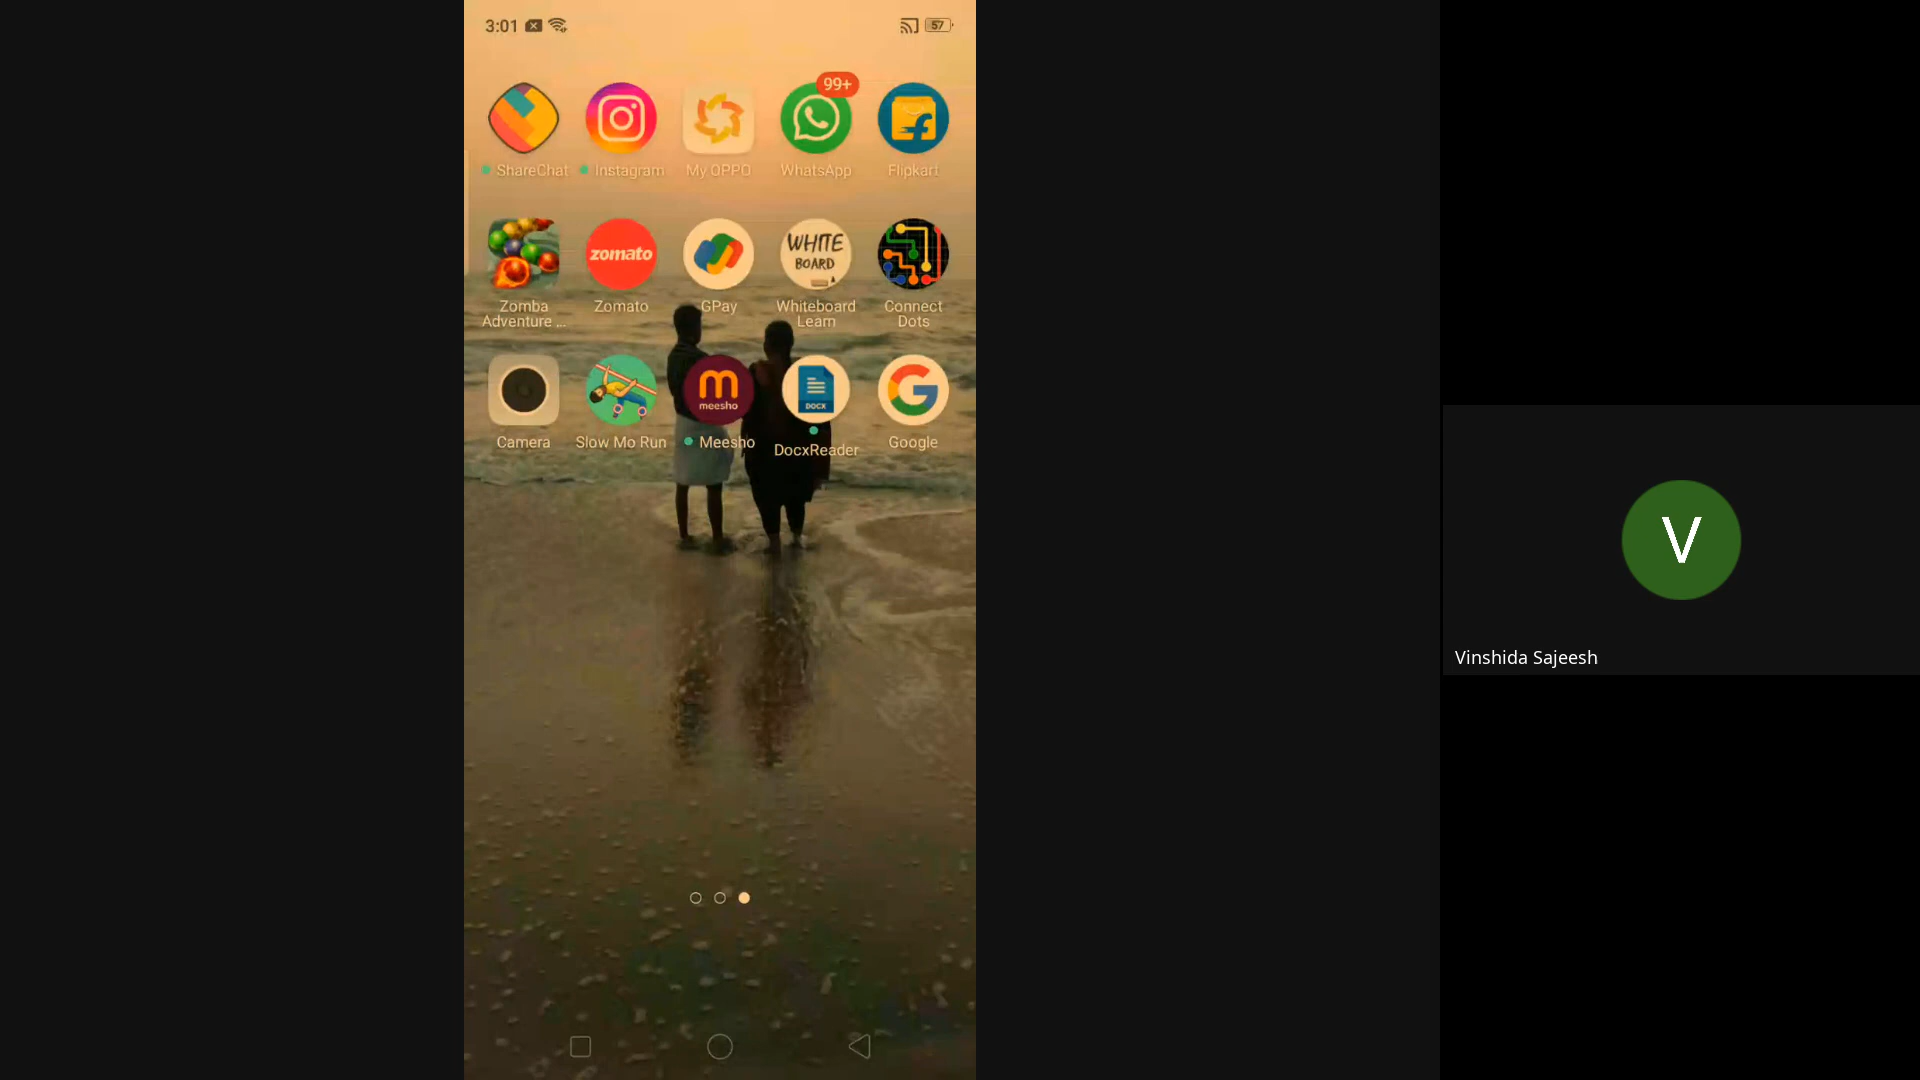 3:01
57
99+
ShareChat
Instagram
My OPPO
WhatsApp
Flipkart
zomato
WHITE
BOARD
Zomba
Adventure ...
Zomato
GPay
Whiteboard
Learn
Connect
Dots
meesho
DOCX
Camera
Slow Mo Run
Meesho
DocxReader
Google
V
Vinshida Sajeesh